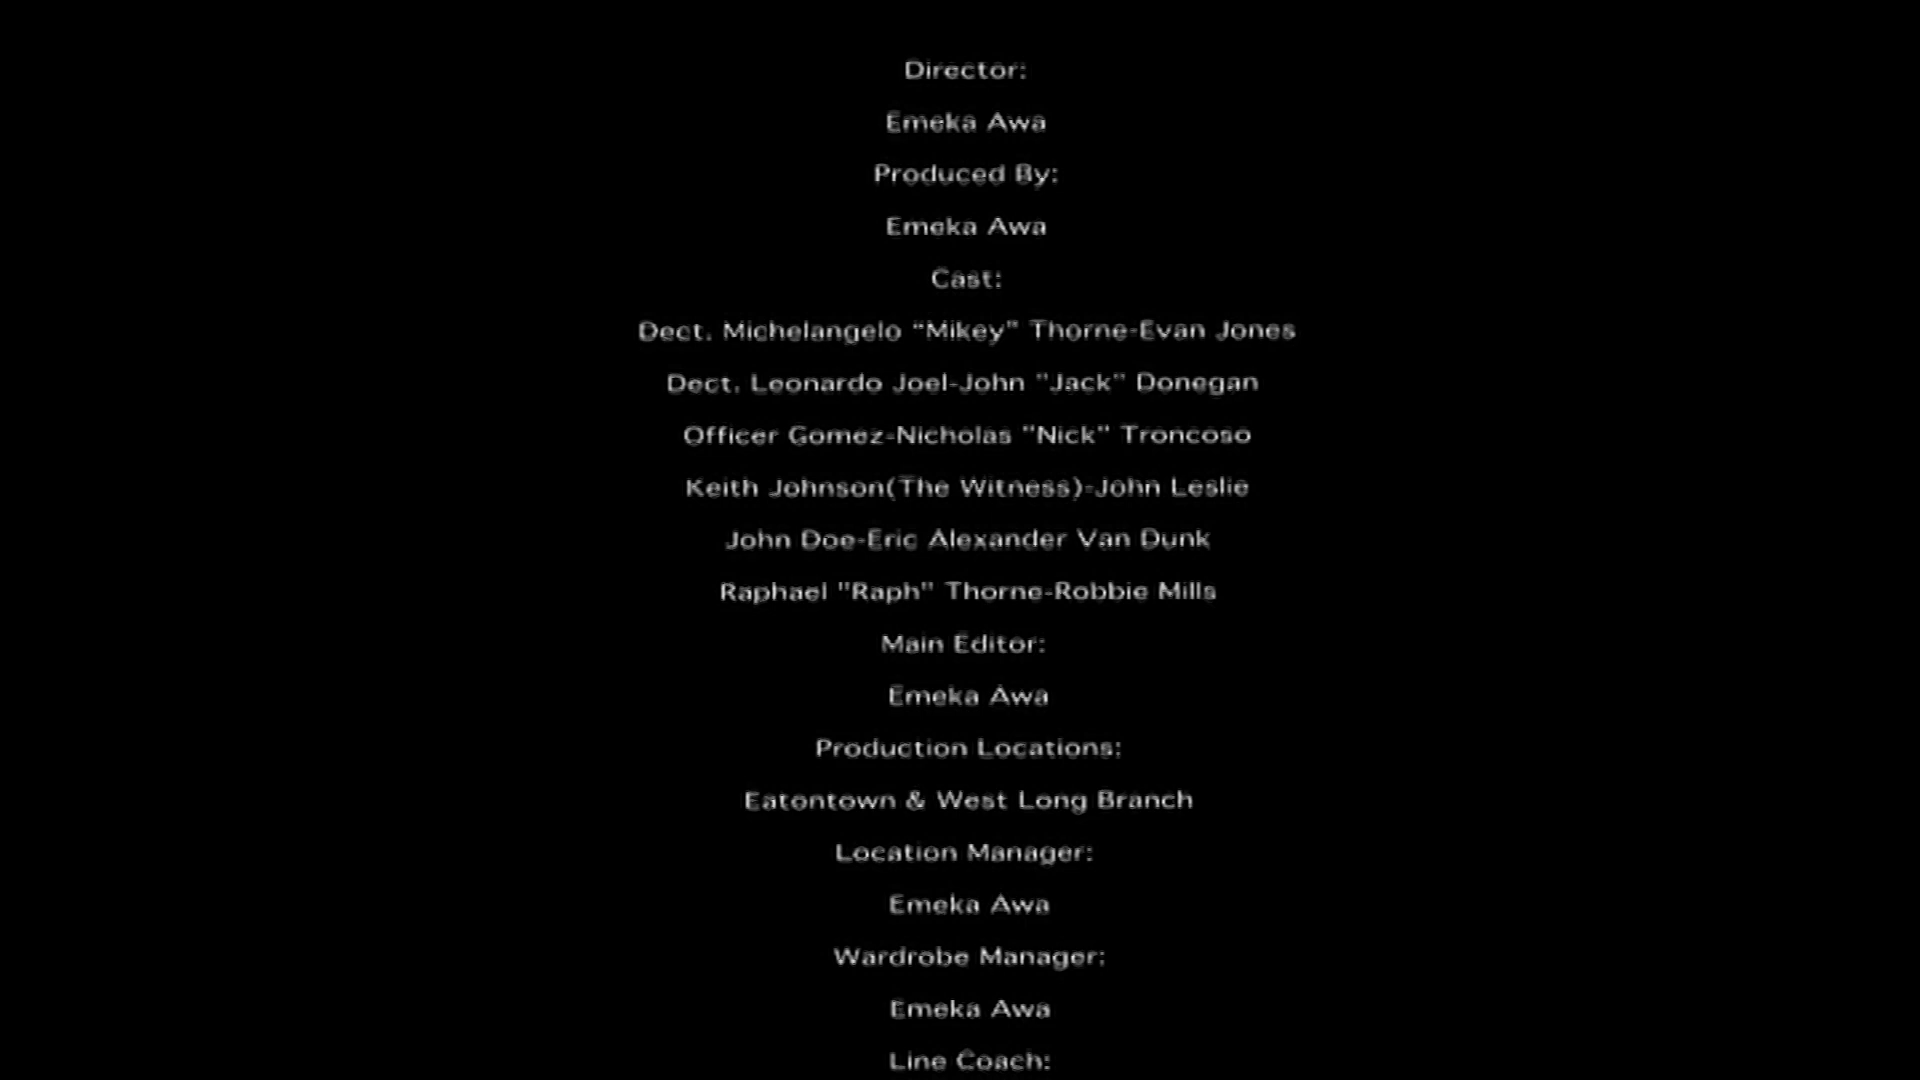 Director:
Emeka Awa
Produced By:
Emeka Awa
Cast:
Dect. Michelangelo "Mikey" Thorne-Evan Jones
Dect. Leonardo Joel-John "Jack" Donegan
Officer Gomez-Nicholas "Nick" Troncoso
Keith Johnson(The Witness)-John Leslie
John Doe-Eric Alexander Van Dunk
Raphael "Raph" Thorne-Robbie Mills
Main Editor:
Emeka Awa
Production Locations:
Eatontown & West Long Branch
Location Manager:
Emeka Awa
Wardrobe Manager:
Emeka Awa
Line Coach: